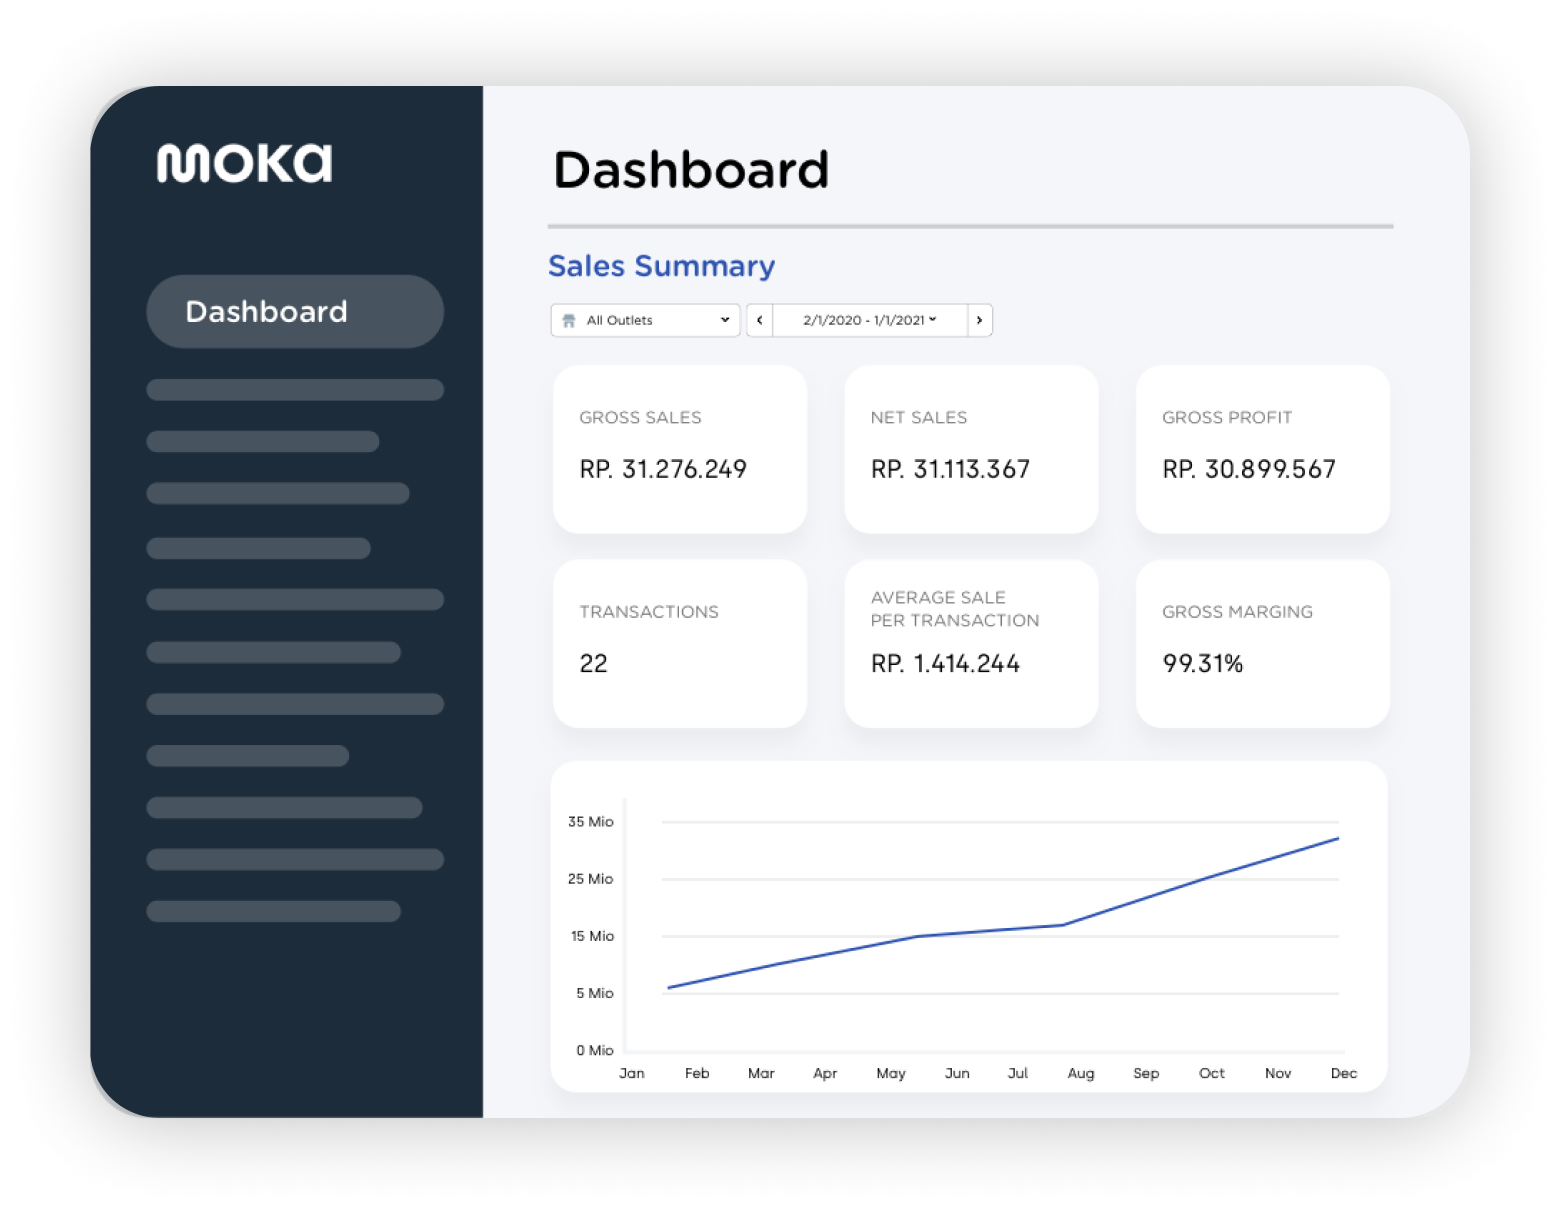 moka
Dashboard
Dashboard
Sales Summary
All Outlets
2/1/2020 - 1/1/2021
GROSS SALES
RP. 31.276.249
NET SALES
RP. 31.113.367
GROSS PROFIT
RP. 30.899.567
TRANSACTIONS
22
AVERAGE SALE
PER TRANSACTION
RP. 1.414.244
GROSS MARGING
99.31%
35 Mio
25 Mio
15 Mio
5 Mio
0 Mio
Jan Feb Mar Apr May Jun Jul Aug Sep Oct Nov Dec